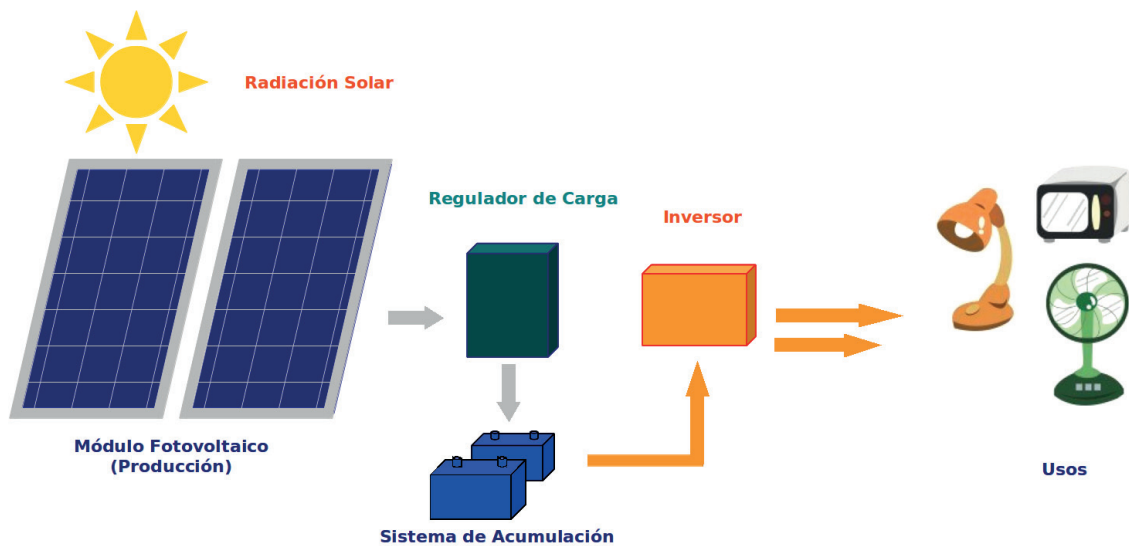 Radiación Solar
Regulador de Carga
Inversor
Módulo Fotovoltaico
(Producción)
Sistema de Acumulación
Usos